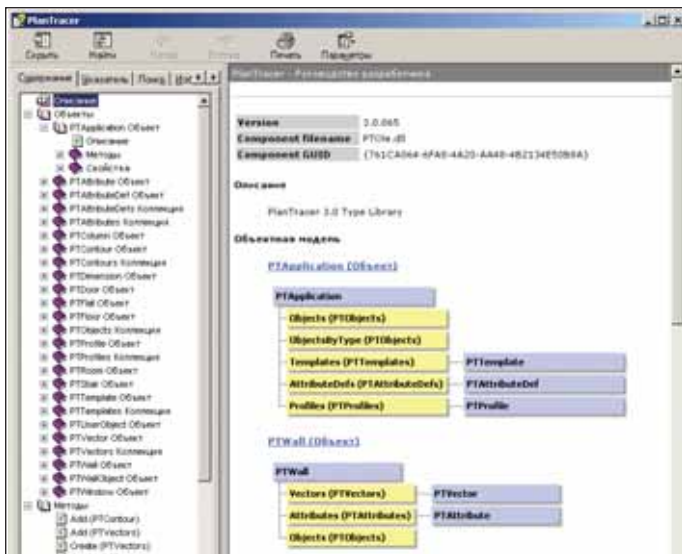 PlanTracer
Скрыть Найти Назад Печать Параметры
Содержание Указатель Поиск
PlanTracer - Руководство разработчика
Описание
Объекты
PTApplication Объект
Описание
Методы
Свойства
PTAttribute Объект
PTAttributeDef Объект
PTAttributeDefs Коллекция
PTAttributes Коллекция
PTColumn Объект
PTContour Объект
PTContours Коллекция
PTDimension Объект
PTDoor Объект
PTFlat Объект
PTFloor Объект
PTObjects Коллекция
PTProfile Объект
PTProfiles Коллекция
PTRoom Объект
PTStair Объект
PTTemplate Объект
PTTemplates Коллекция
PTUserObject Объект
PTVector Объект
PTVectors Коллекция
PTWall Объект
PTWallObject Объект
PTWindow Объект
Методы
Add (PTContour)
Add (PTVectors)
Create (PTVectors)
Version 3.0.065
Component Filename PTOle.dll
Component GUID
Описание
PlanTracer 3.0 Type Library
Объектная модель
PTApplication (Объект)
PTApplication
Objects (PTObjects)
ObjectsByType (PTObjects)
Templates (PTTemplates) PTTemplate
AttributeDefs (PTAttributeDefs) PTAttributeDef
Profiles (PTProfiles) PTProfile
PTWall (Объект)
PTWall
Vectors (PTVectors) PTVector
Attributes (PTAttributes) PTAttribute
Objects (PTObjects)